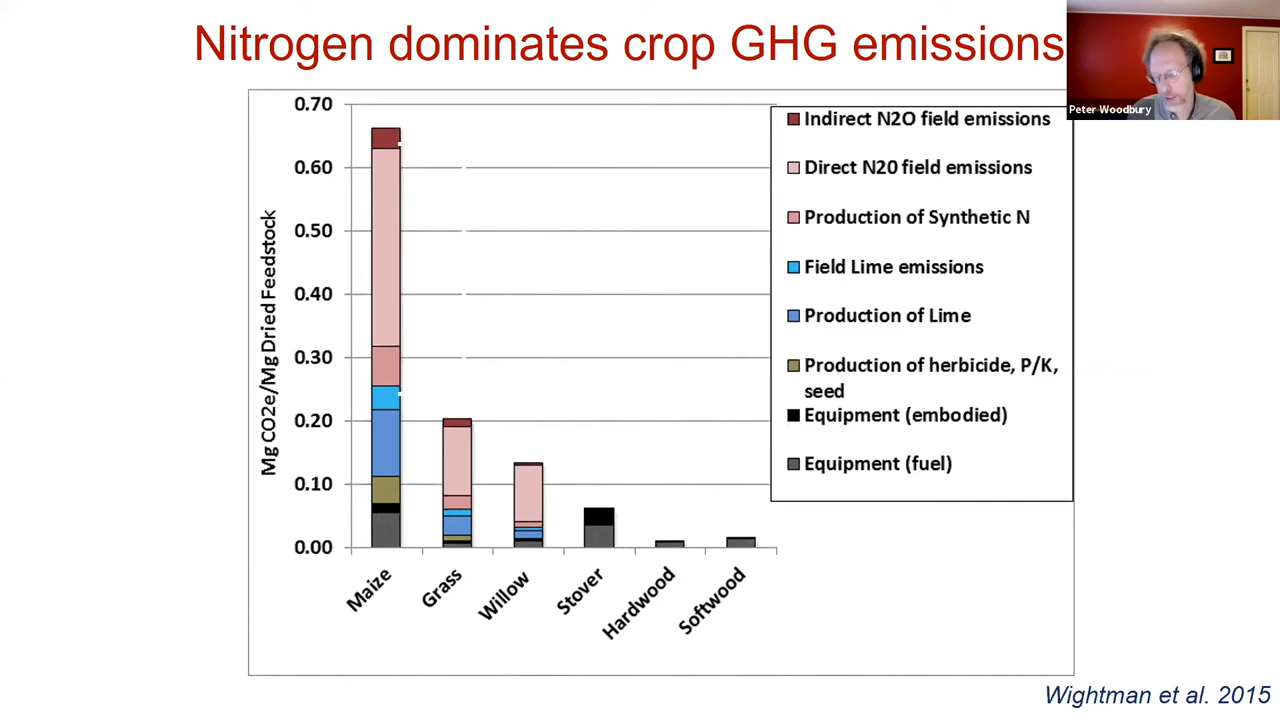 Nitrogen dominates crop GHG emissions
Peter Woodbury
Mg CO2e/Mg Dried Feedstock
0.70
0.60
0.50
0.40
0.30
0.20
0.10
0.00
Maize
Grass
Willow
Stover
Hardwood
Softwood
Indirect N2O field emissions
Direct N20 field emissions
Production of Synthetic N
Field Lime emissions
Production of Lime
Production of herbicide, P/K,
seed
Equipment (embodied)
Equipment (fuel)
Wightman et al. 2015